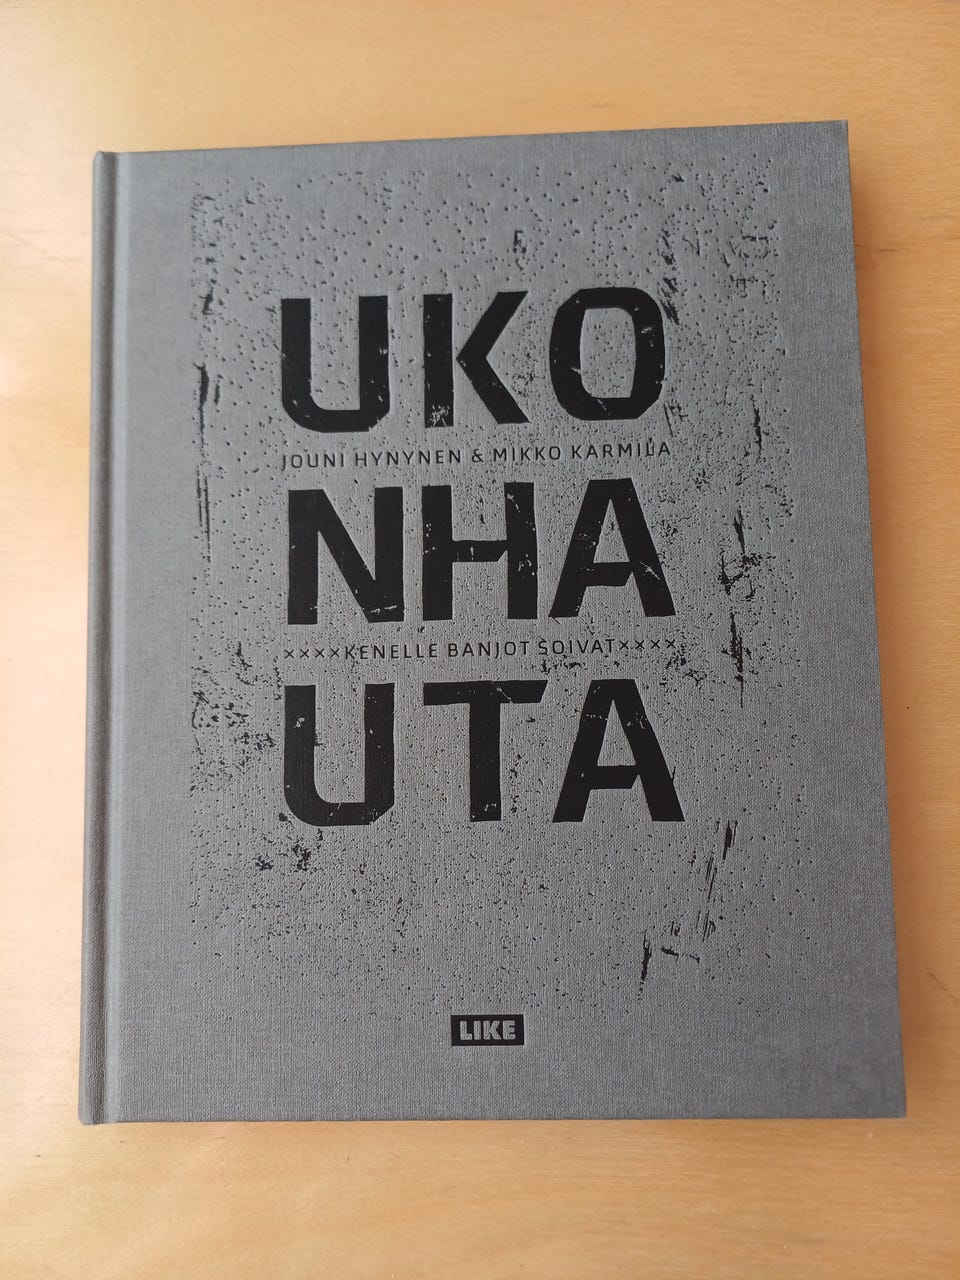 UKO
JOUNI HYNYNEN & MIKKO KARMILA
NHA
××××KENELLE BANJOT SOIVAT××××
UTA
LIKE